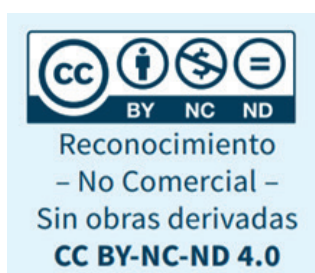 cc
BY NC ND
Reconocimiento
– No Comercial –
Sin obras derivadas
CC BY-NC-ND 4.0